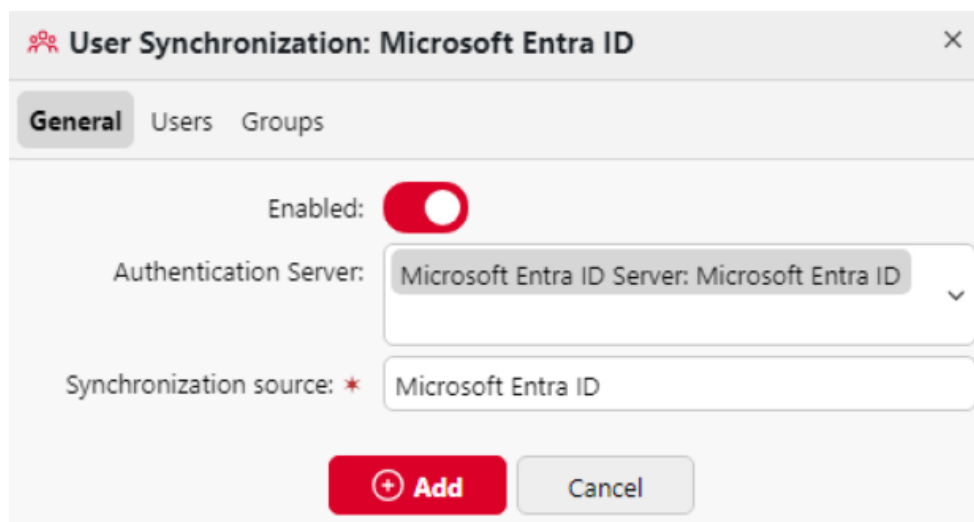 User Synchronization: Microsoft Entra ID
General Users Groups
Enabled:
Authentication Server: Microsoft Entra ID Server: Microsoft Entra ID
Synchronization source: * Microsoft Entra ID
Add Cancel